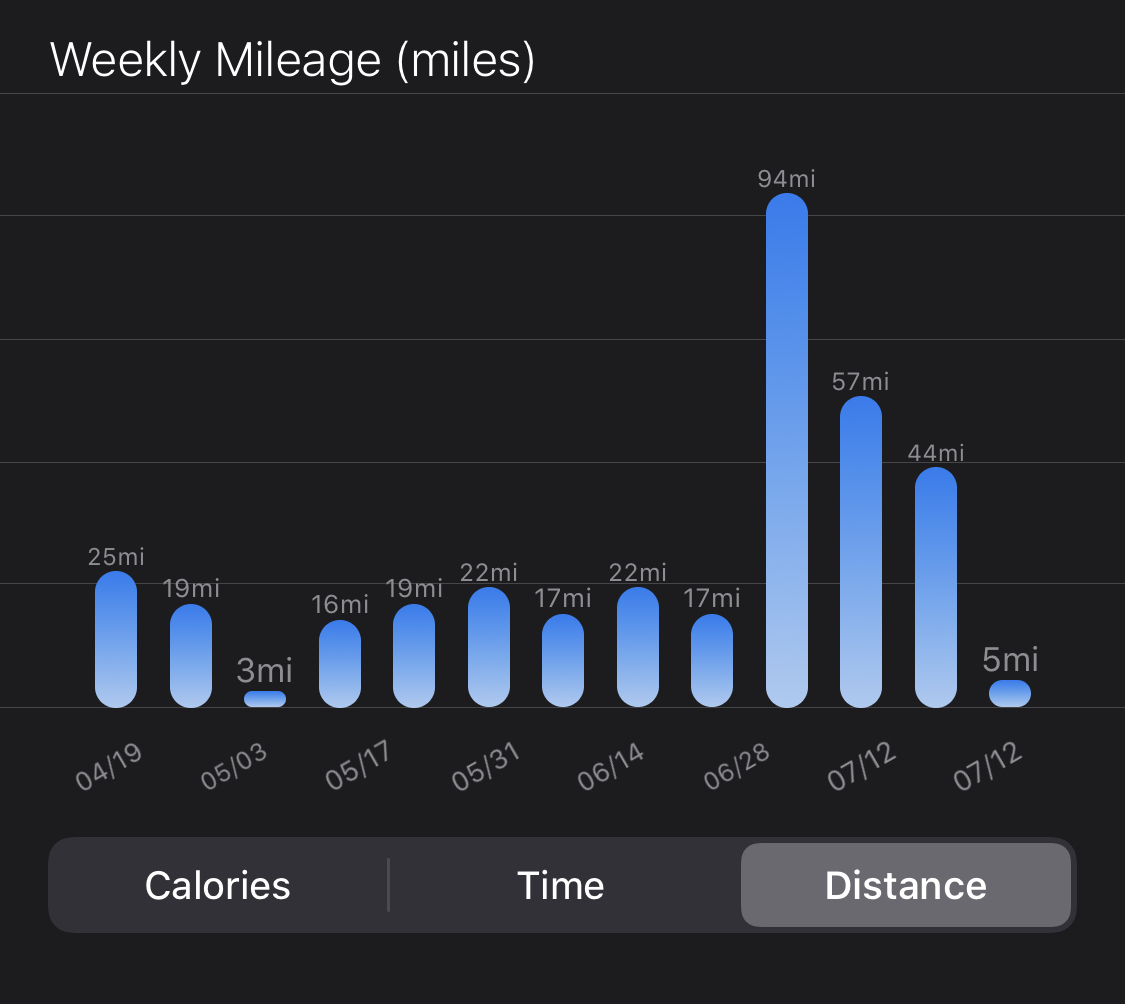 Weekly Mileage (miles)
94mi
57mi
44mi
25mi
22mi
22mi
19mi
19mi
17mi
17mi
16mi
5mi
3mi
04/19 05/03 05/17 05/31 06/14 06/28 07/12 07/12
Calories Time Distance